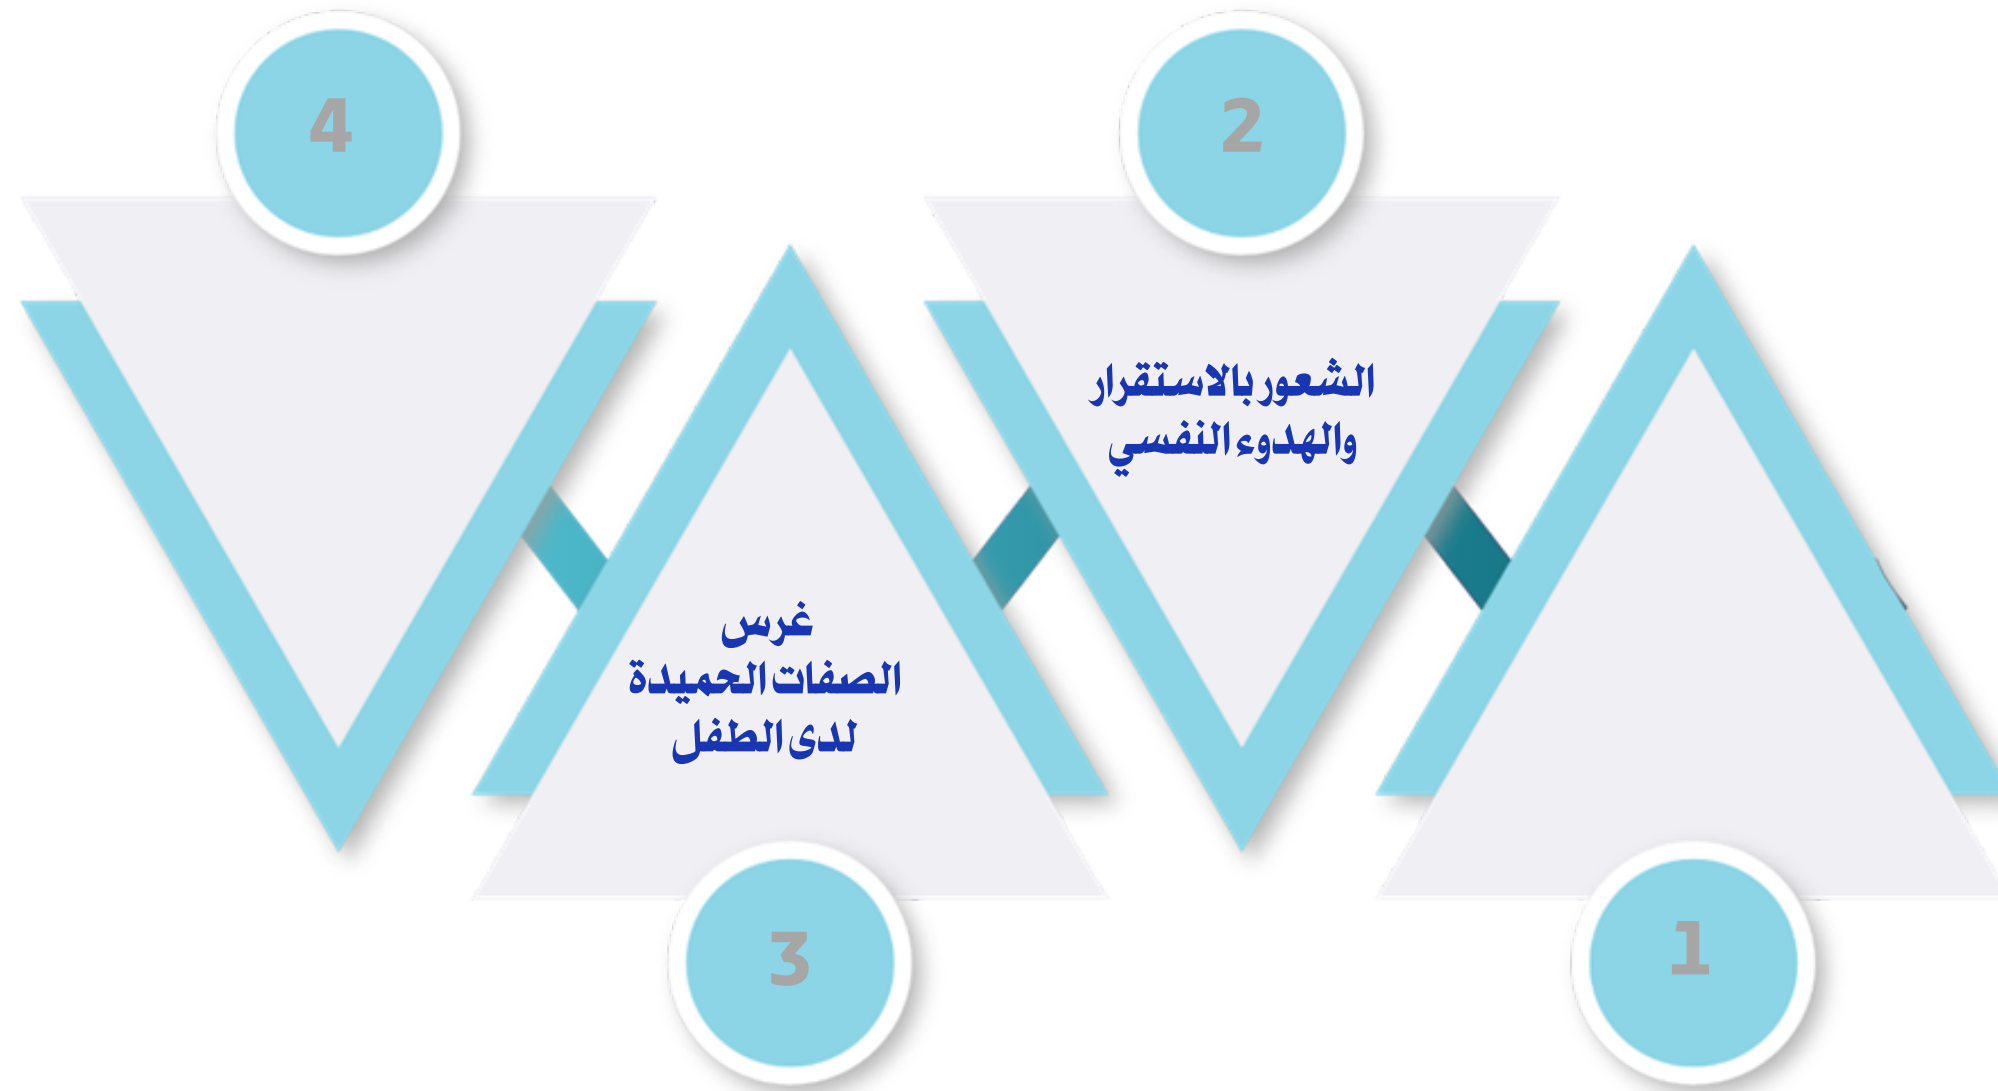 1
2
الشعور بالاستقرار
والهدوء النفسي
3
غرس
الصفات الحميدة
لدى الطفل
4